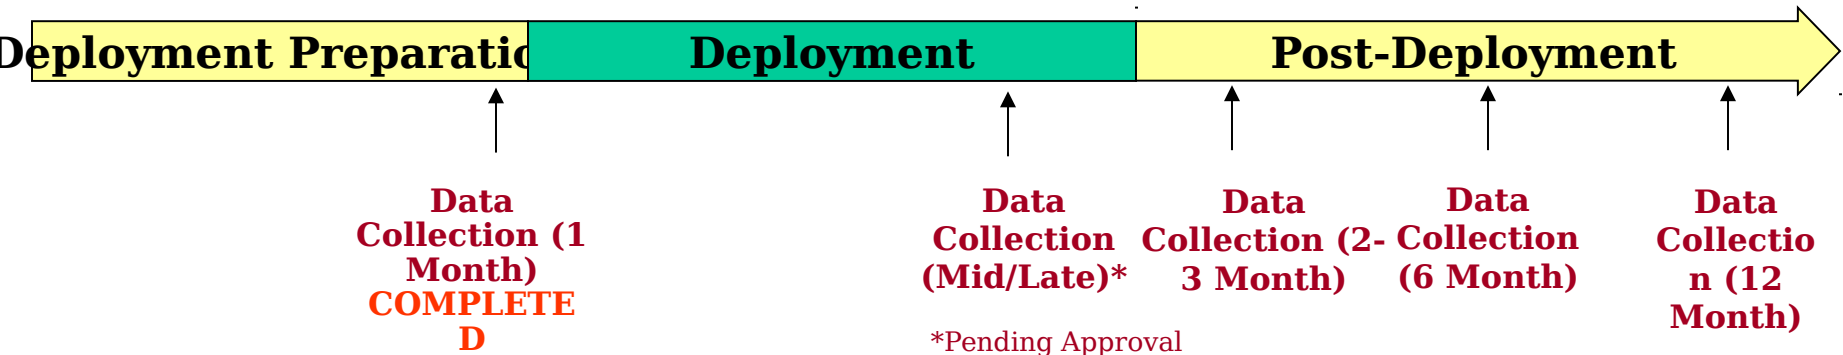 Deployment Preparatio
Deployment
Post-Deployment
Data
Collection (1
Month)
COMPLETE
D
Data
Collection
(Mid/Late)*
*Pending Approval
Data
Collection (2-
3 Month)
Data
Collection
(6 Month)
Data
Collectio
n (12
Month)